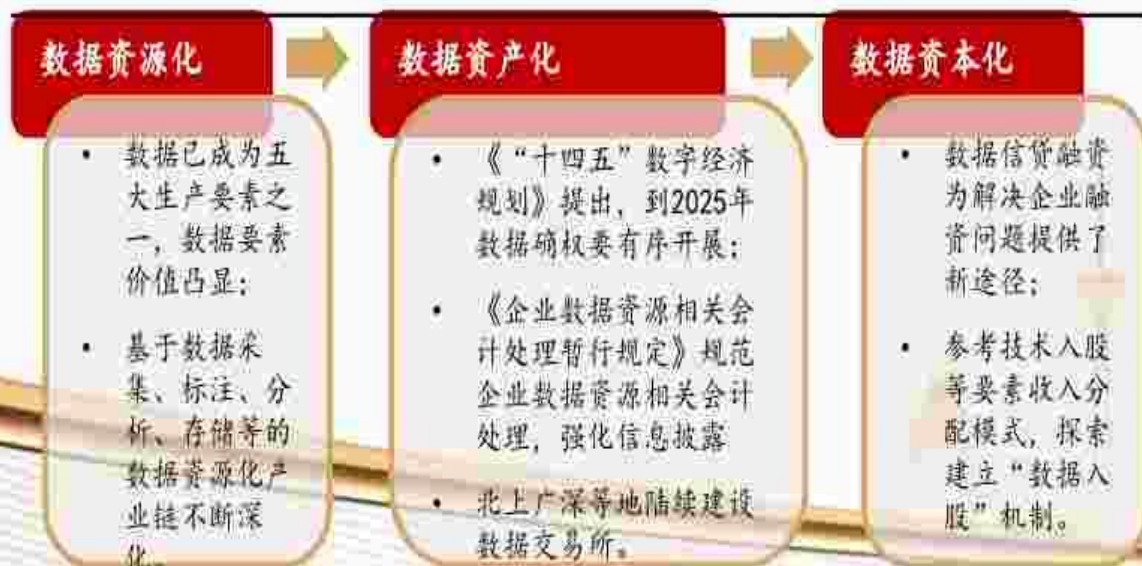 数据资源化
数据已成为五
大生产要素之
一，数据要素
价值凸显；
基于数据采
集、标注、分
析、存储等的
数据资源化产
业链不断深
化。
数据资产化
《“十四五”数字经济
规划》提出，到2025年
数据确权要有序开展；
《企业数据资源相关会
计处理暂行规定》规范
企业数据资源相关会计
处理，强化信息披露
北上广深等地陆续建设
数据交易所。
数据资本化
数据信贷融资
为解决企业融
资问题提供了
新途径；
参考技术入股
等要素收入分
配模式，探索
建立“数据入
股”机制。